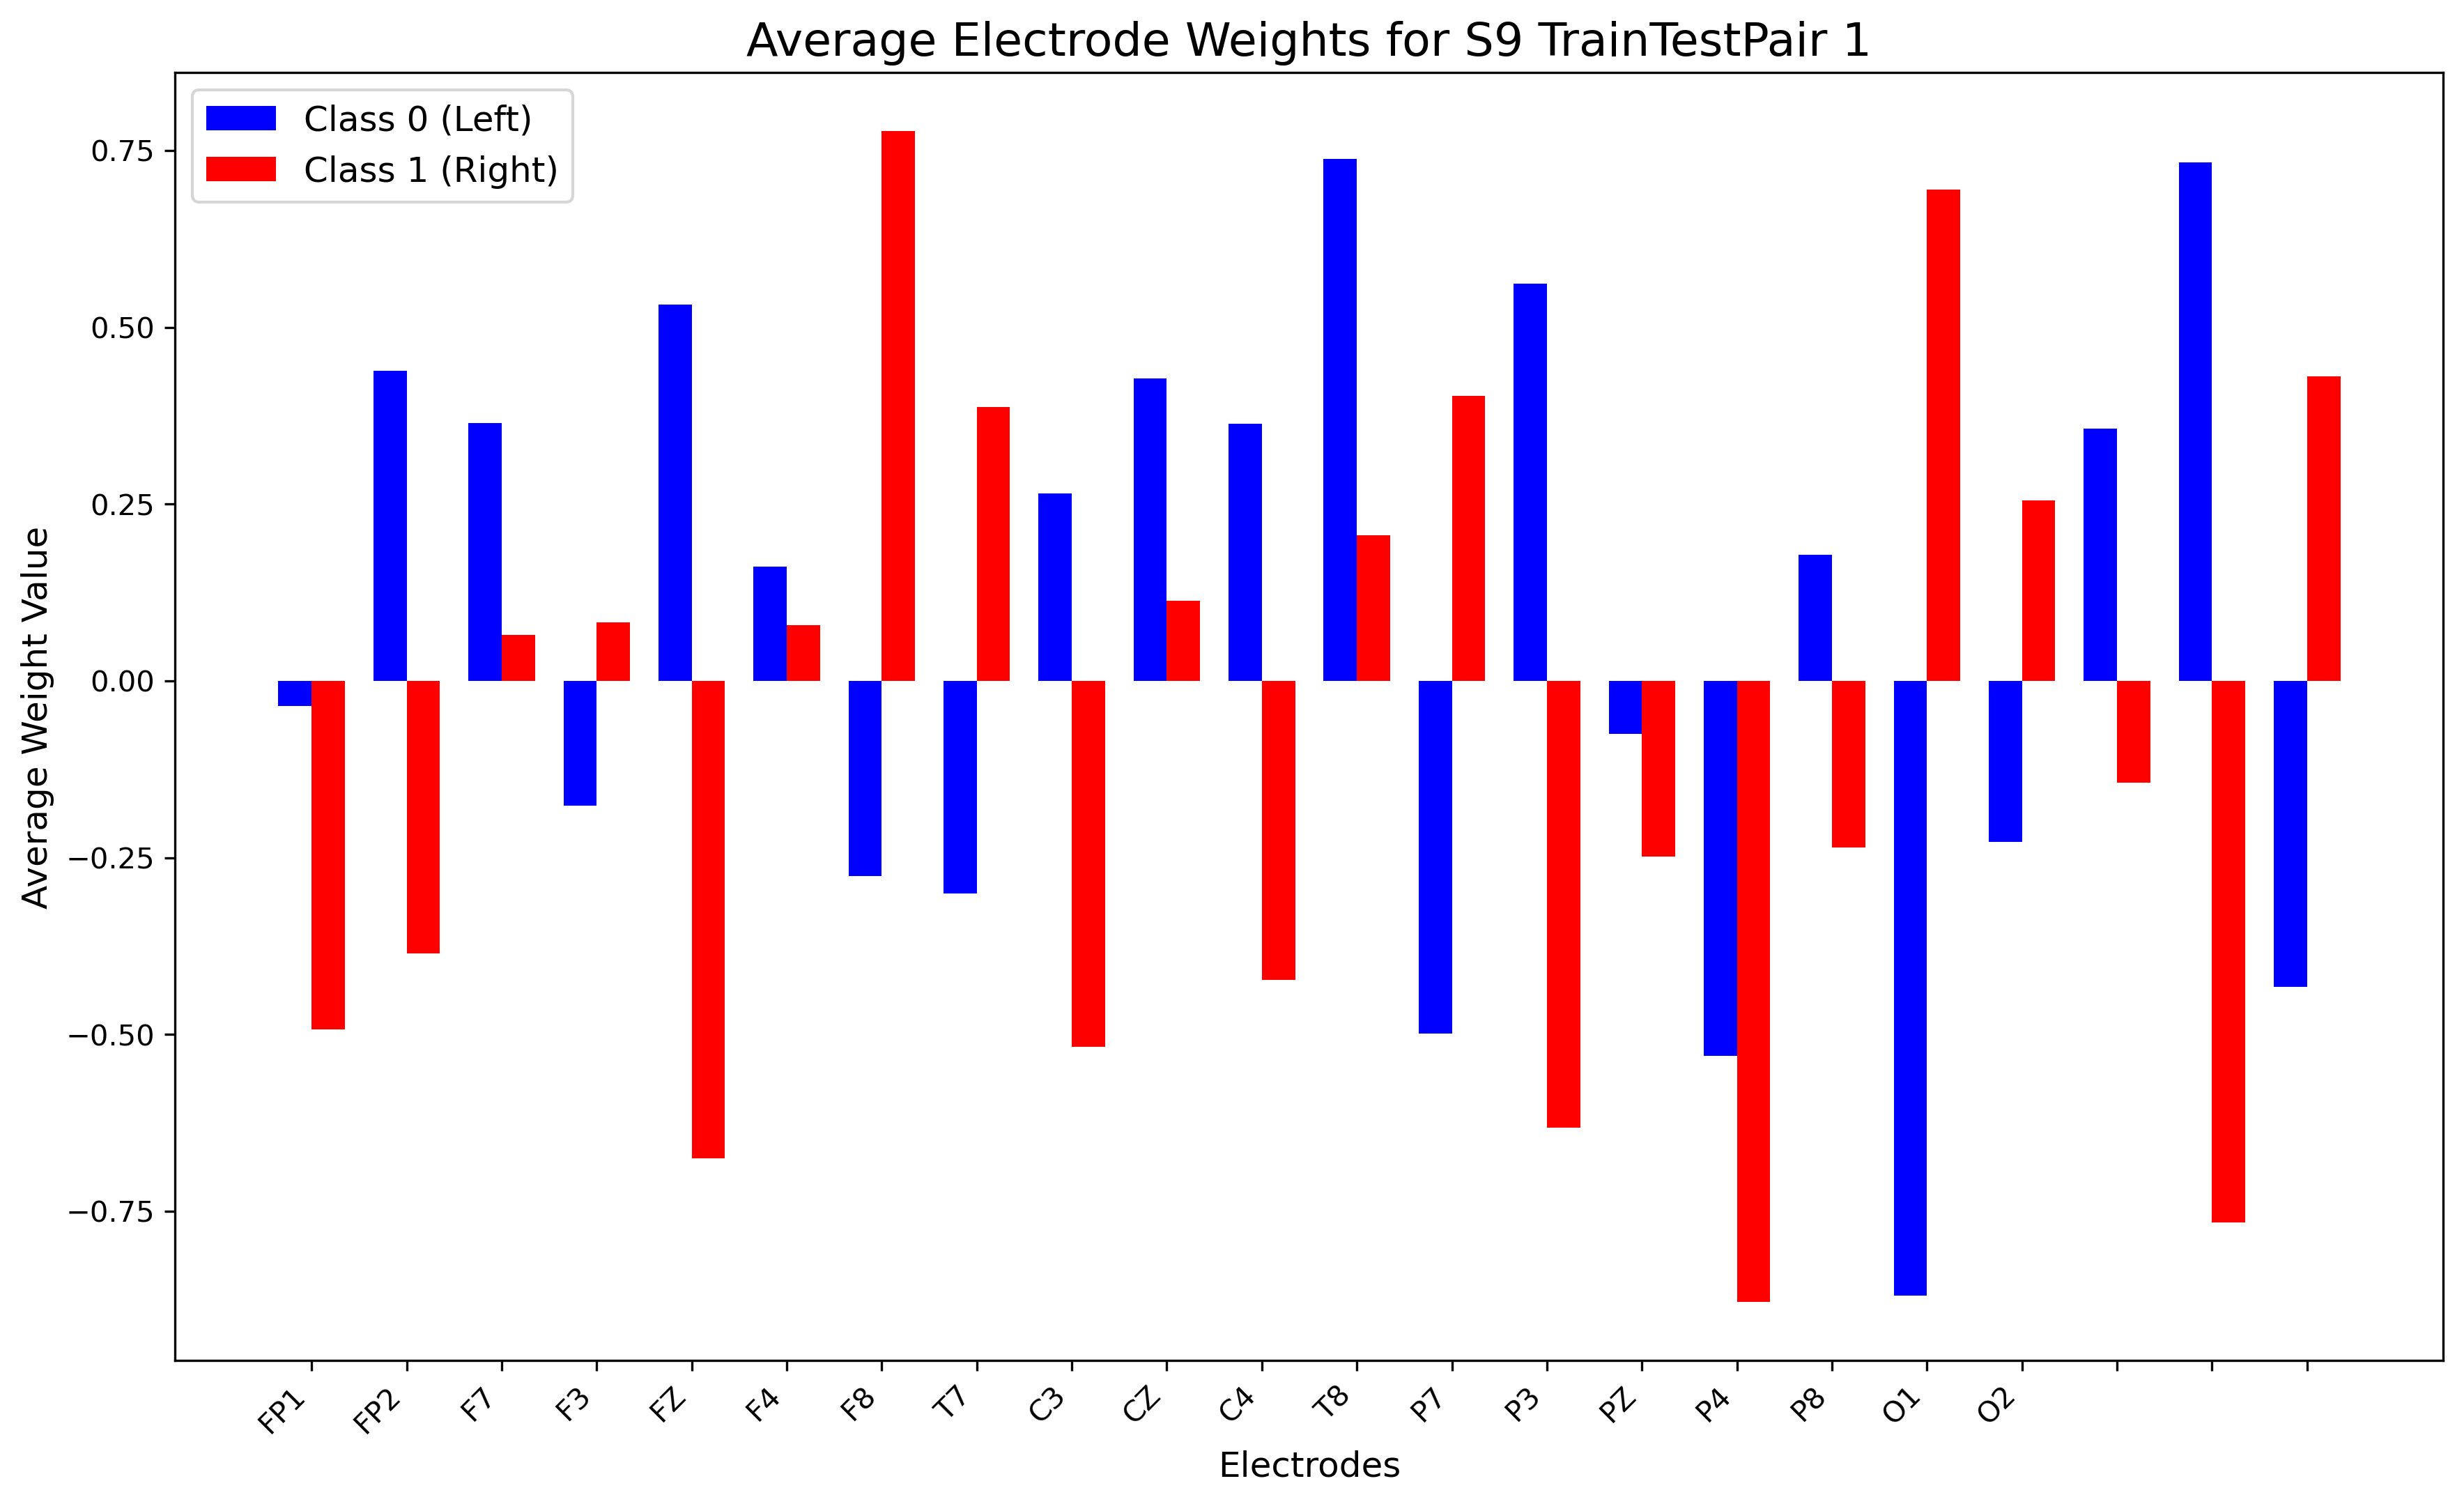 Average Electrode Weights for S9 TrainTestPair 1
Class 0 (Left)
Class 1 (Right)
0.75
0.50
0.25
0.00
−0.25
−0.50
−0.75
Average Weight Value
FP1 FP2 F7 F3 FZ F4 F8 T7 C3 CZ C4 T8 P7 P3 PZ P4 P8 O1 O2
Electrodes